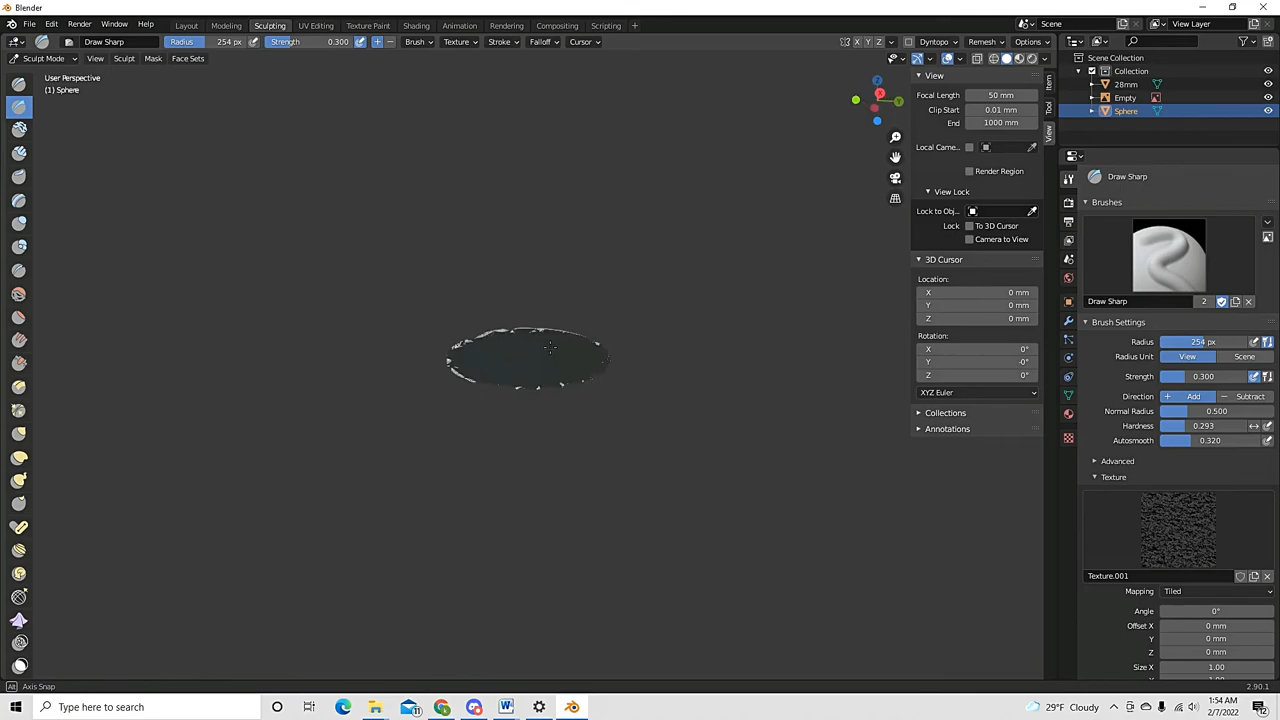 Blender
File Edit Render Window Help Layout Modeling Sculpting UV Editing Texture Paint Shading Animation Rendering Compositing Scripting + Scene View Layer
Draw Sharp Radius 254 px Strength 0.300 + − Brush Texture Stroke Falloff Cursor X Y Z Dyntopo Remesh Options
Sculpt Mode View Sculpt Mask Face Sets
User Perspective
(1) Sphere
Z
X
Y
View
Focal Length 50 mm
Clip Start 0.01 mm
End 1000 mm
Local Came...
Render Region
View Lock
Lock to Obj...
Lock To 3D Cursor
Camera to View
3D Cursor
Location:
X 0 mm
Y 0 mm
Z 0 mm
Rotation:
X 0°
Y -0°
Z 0°
XYZ Euler
Collections
Annotations
Item
Tool
View
Scene Collection
Collection
28mm
Empty
Sphere
Draw Sharp
Brushes
Draw Sharp 2
Brush Settings
Radius 254 px
Radius Unit View Scene
Strength 0.300
Direction + Add − Subtract
Normal Radius 0.500
Hardness 0.293
Autosmooth 0.320
Advanced
Texture
Texture.001
Mapping Tiled
Angle 0°
Offset X 0 mm
Y 0 mm
Z 0 mm
Size X 1.00
Alt Axis Snap 2.90.1
Type here to search 29°F Cloudy 1:54 AM
2/7/2022